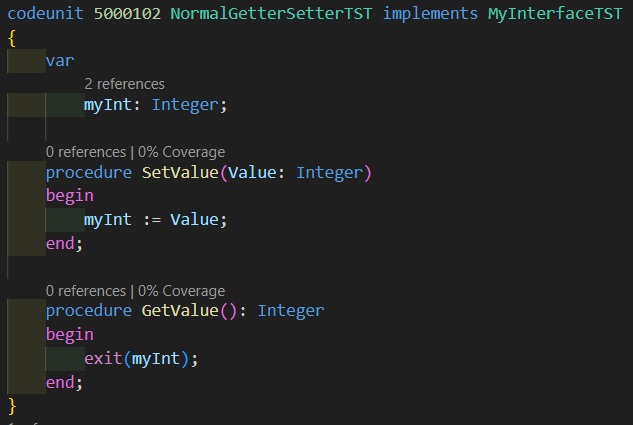 codeunit 5000102 NormalGetterSetterTST implements MyInterfaceTST
{
var
2 references
myInt: Integer;
0 references | 0% Coverage
procedure SetValue(Value: Integer)
begin
myInt := Value;
end;
0 references | 0% Coverage
procedure GetValue(): Integer
begin
exit(myInt);
end;
}